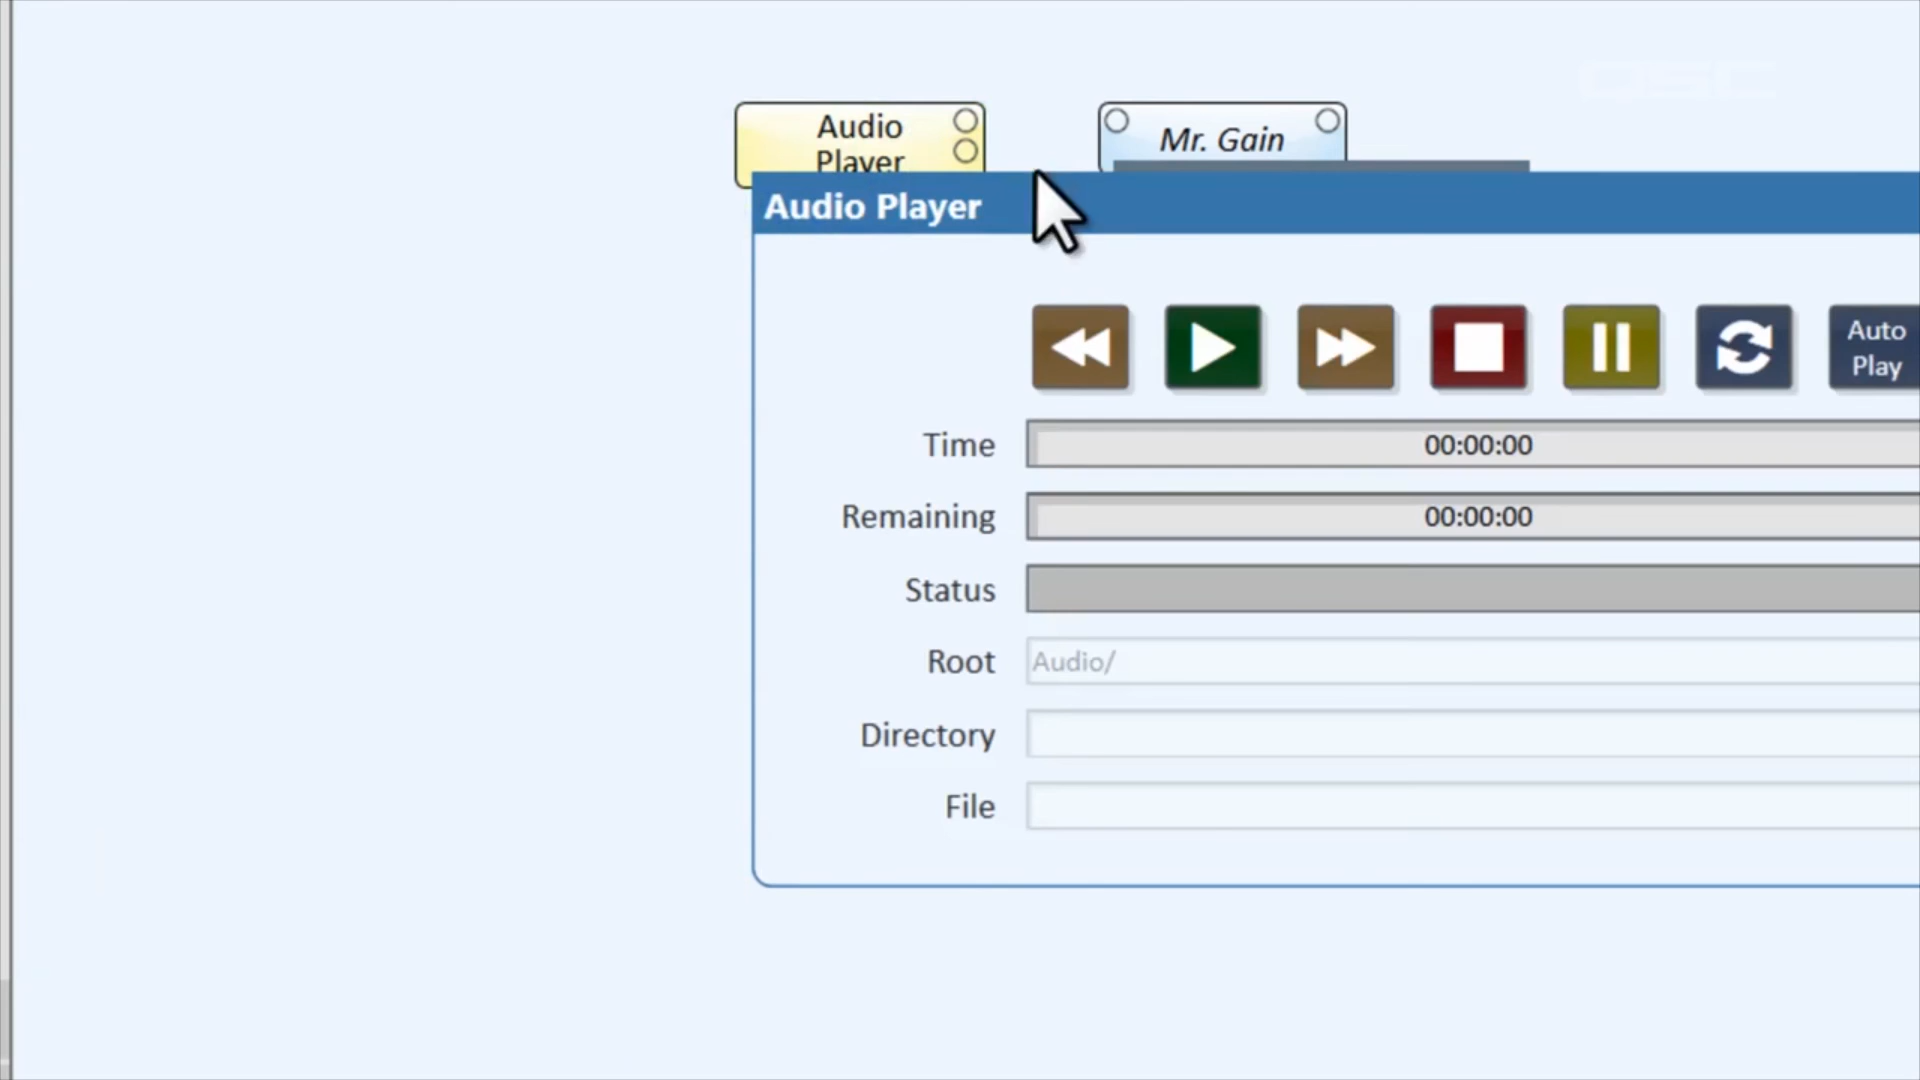 QSC
Audio
Player
Mr. Gain
Audio Player
Auto
Play
Time
00:00:00
Remaining
00:00:00
Status
Root
Audio/
Directory
File